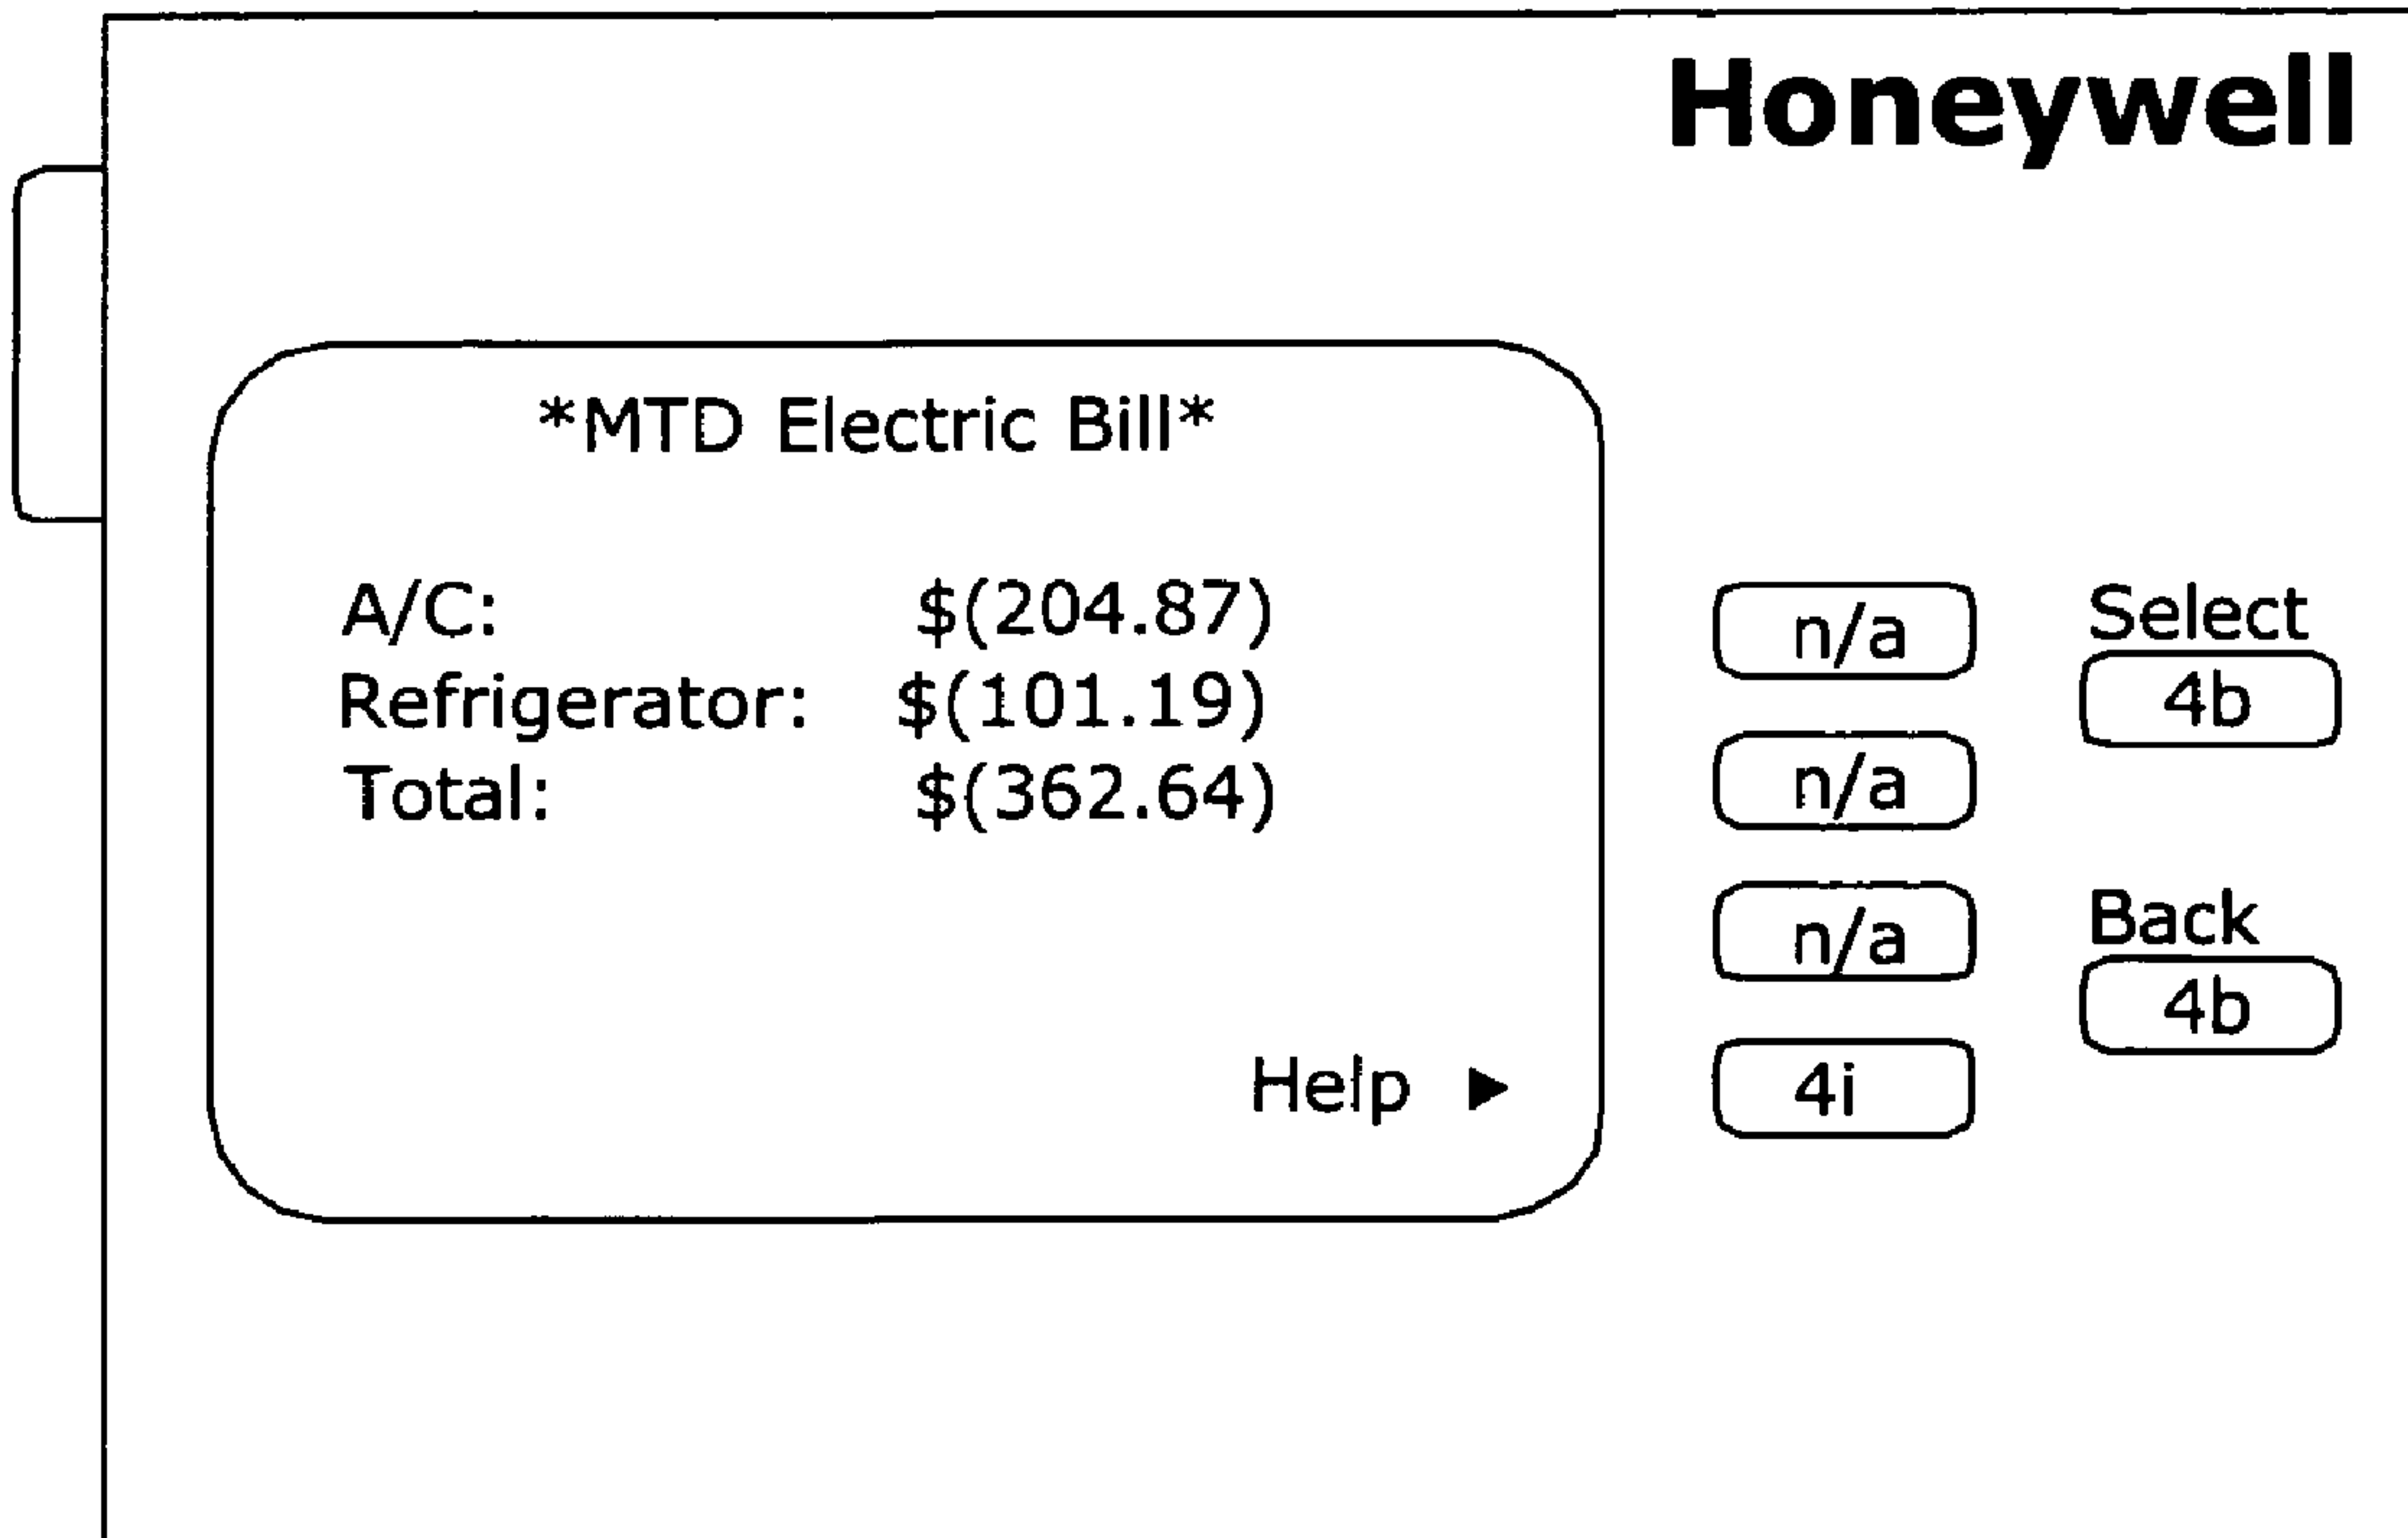 Honeywell
*MTD Electric Bill*
A/C: $(204.87)
Refrigerator: $(101.19)
Total: $(362.64)
Help ►
n/a
n/a
n/a
4i
Select
4b
Back
4b